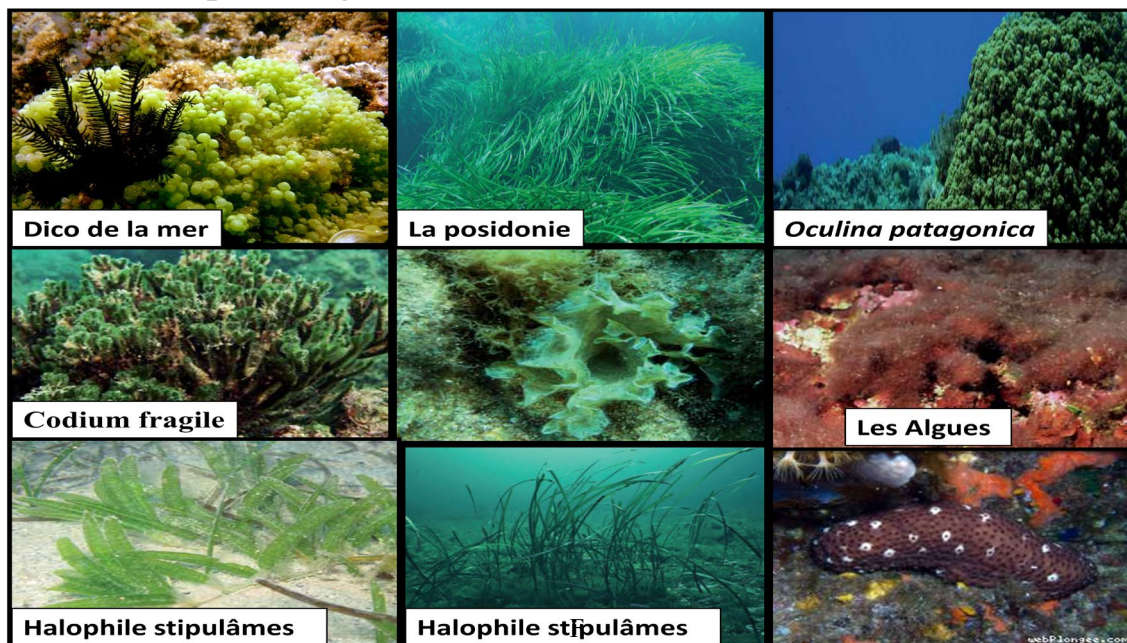 Dico de la mer
La posidonie
Oculina patagonica
Codium fragile
Les Algues
Halophile stipulâmes
Halophile stipulâmes
webPlongee.com